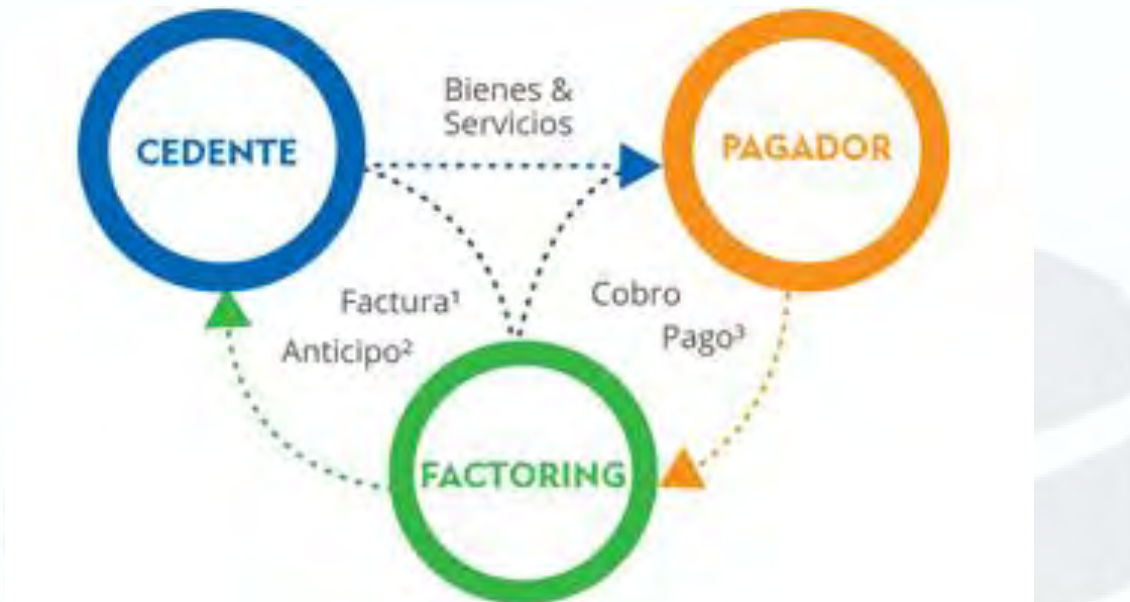 Bienes &
Servicios
CEDENTE
PAGADOR
Factura¹
Anticipo²
Cobro
Pago³
FACTORING